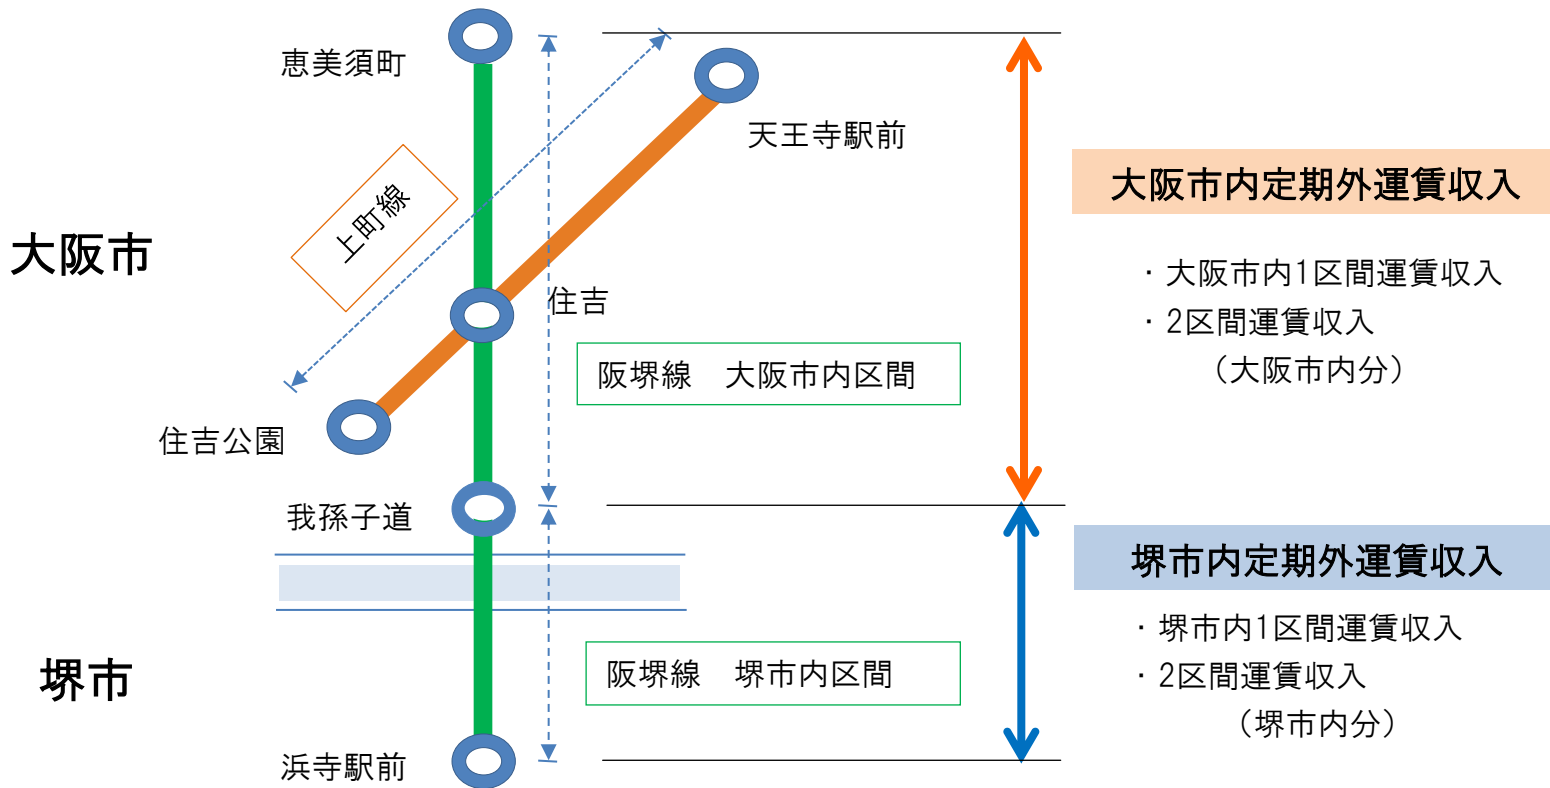 恵美須町
天王寺駅前
上町線
大阪市
住吉
阪堺線　大阪市内区間
住吉公園
我孫子道
堺市
阪堺線　堺市内区間
浜寺駅前
大阪市内定期外運賃収入
・大阪市内1区間運賃収入
・2区間運賃収入
（大阪市内分）
堺市内定期外運賃収入
・堺市内1区間運賃収入
・2区間運賃収入
（堺市内分）